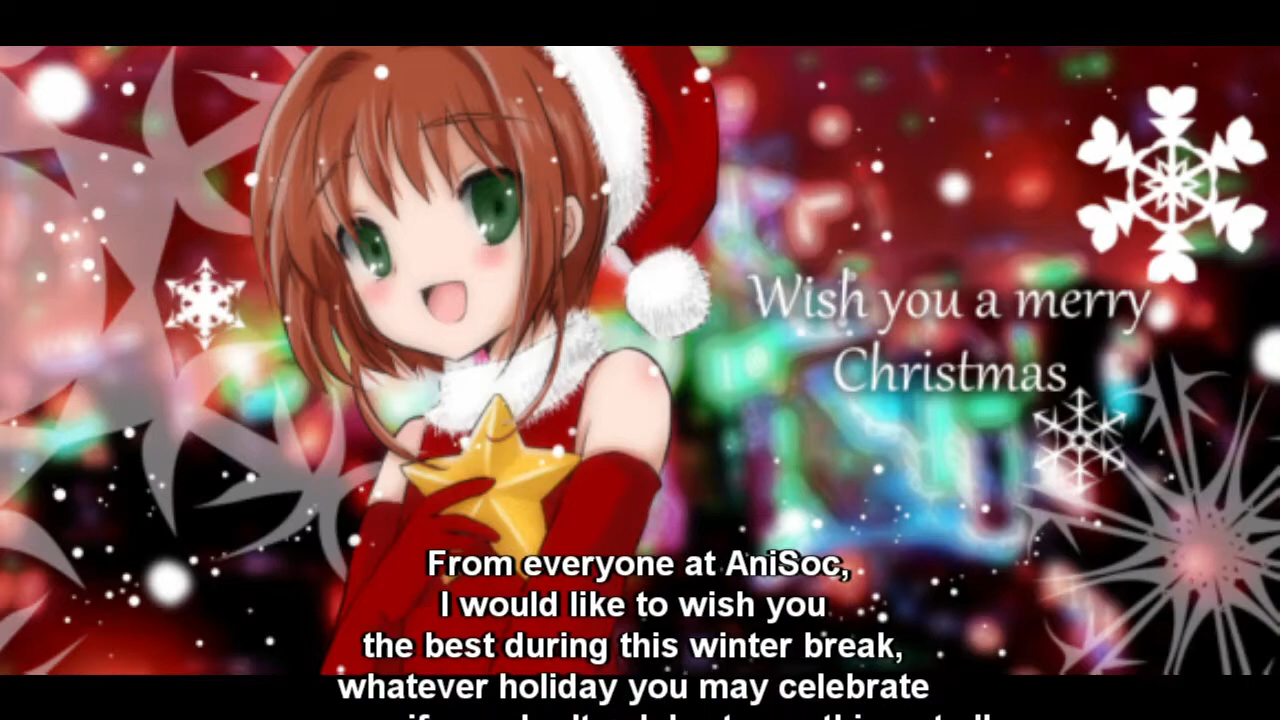 Wish you a merry
Christmas
From everyone at AniSoc,
I would like to wish you
the best during this winter break,
whatever holiday you may celebrate